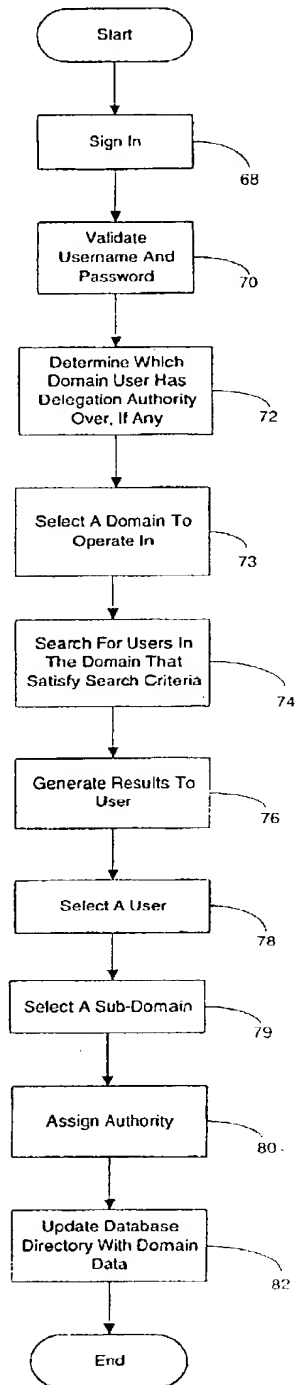 Start
Sign In
68
Validate
Username And
Password
70
Determine Which
Domain User Has
Delegation Authority
Over, If Any
72
Select A Domain To
Operate In
73
Search For Users In
The Domain That
Satisfy Search Criteria
74
Generate Results To
User
76
Select A User
78
Select A Sub-Domain
79
Assign Authority
80
Update Database
Directory With Domain
Data
82
End